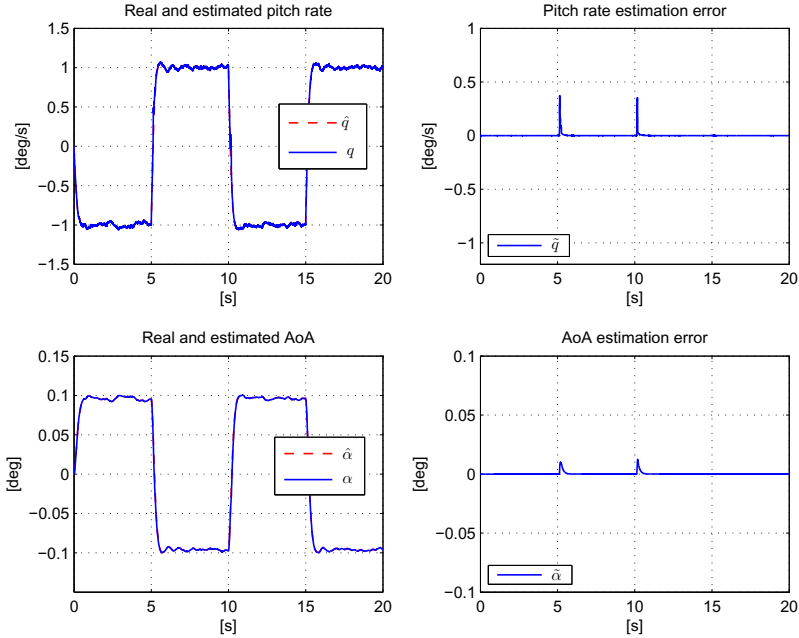 Real and estimated pitch rate
1.5
1
0.5
0
−0.5
−1
−1.5
[deg/s]
q̂
q
0 5 10 15 20
[s]
Pitch rate estimation error
1
0.5
0
−0.5
−1
[deg/s]
q̃
0 5 10 15 20
[s]
Real and estimated AoA
0.15
0.1
0.05
0
−0.05
−0.1
[deg]
α̂
α
0 5 10 15 20
[s]
AoA estimation error
0.1
0.05
0
−0.05
−0.1
[deg]
α̃
0 5 10 15 20
[s]